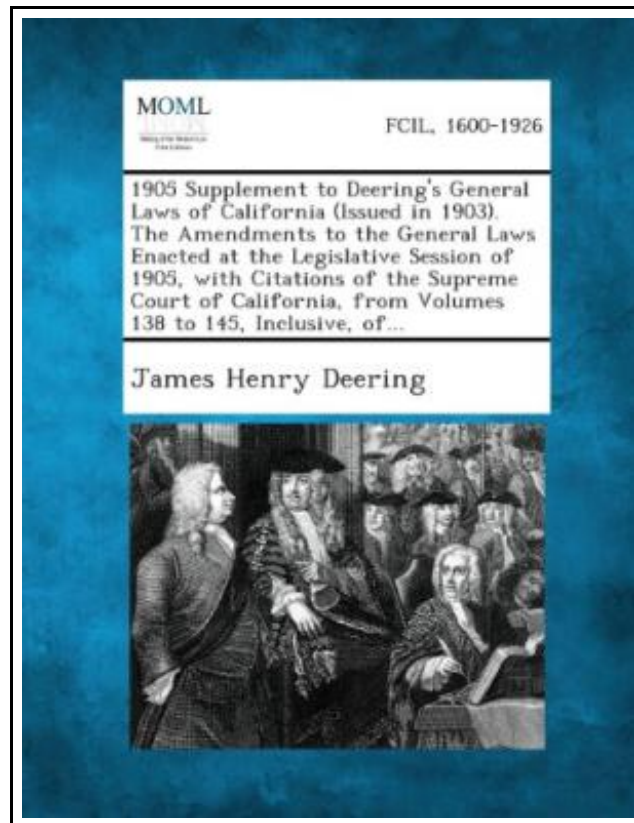 MOML
FCIL, 1600-1926
1905 Supplement to Deering's General
Laws of California (Issued in 1903).
The Amendments to the General Laws
Enacted at the Legislative Session of
1905, with Citations of the Supreme
Court of California, from Volumes
138 to 145, Inclusive, of...
James Henry Deering